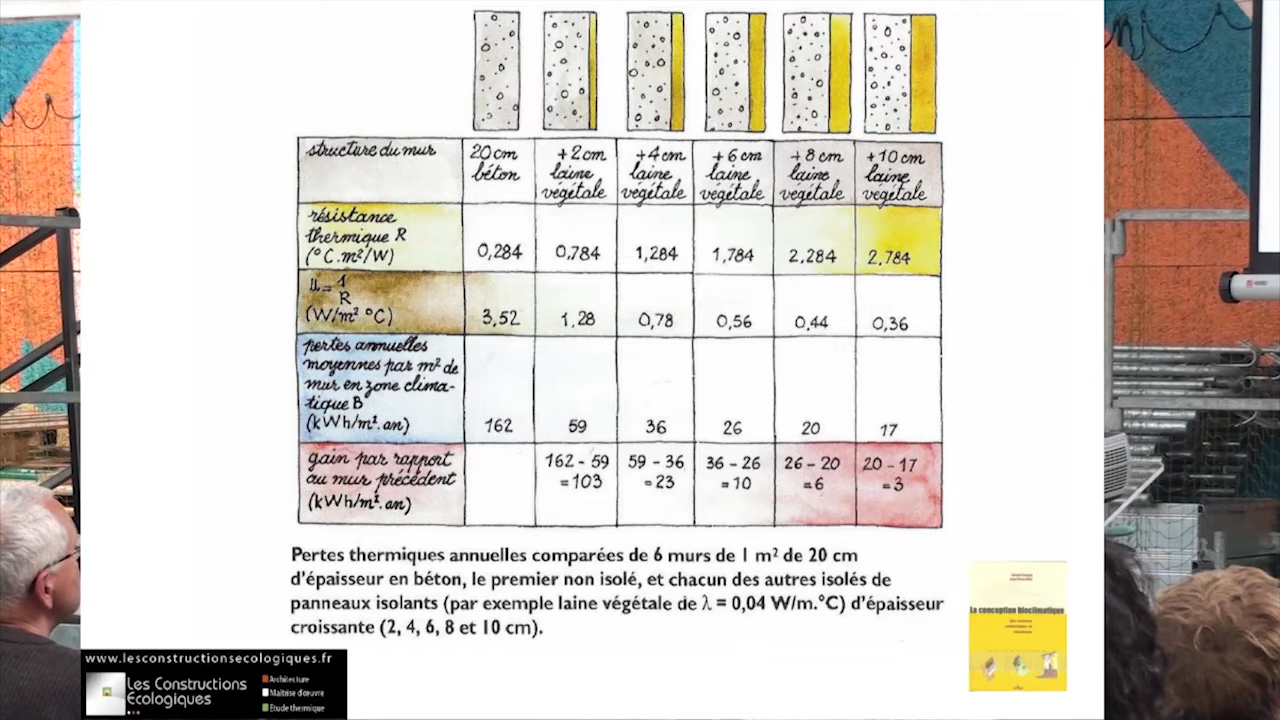 structure du mur
20 cm béton
+2 cm laine végétale
+4 cm laine végétale
+6 cm laine végétale
+8 cm laine végétale
+10 cm laine végétale
résistance
thermique R
(°C.m²/W)
0,284 0,784 1,284 1,784 2,284 2,784
U = 1
R
(W/m² °C)
3,52 1,28 0,78 0,56 0,44 0,36
pertes annuelles
moyennes par m² de
mur en zone clima-
tique B
(kWh/m².an)
162 59 36 26 20 17
gain par rapport
au mur précédent
(kWh/m².an)
162 - 59 = 103
59 - 36 = 23
36 - 26 = 10
26 - 20 = 6
20 - 17 = 3
Pertes thermiques annuelles comparées de 6 murs de 1 m² de 20 cm
d'épaisseur en béton, le premier non isolé, et chacun des autres isolés de
panneaux isolants (par exemple laine végétale de λ = 0,04 W/m.°C) d'épaisseur
croissante (2, 4, 6, 8 et 10 cm).
La conception bioclimatique
www.lesconstructionsecologiques.fr
Les Constructions
Écologiques
Architecture
Maîtrise d'œuvre
Etude thermique